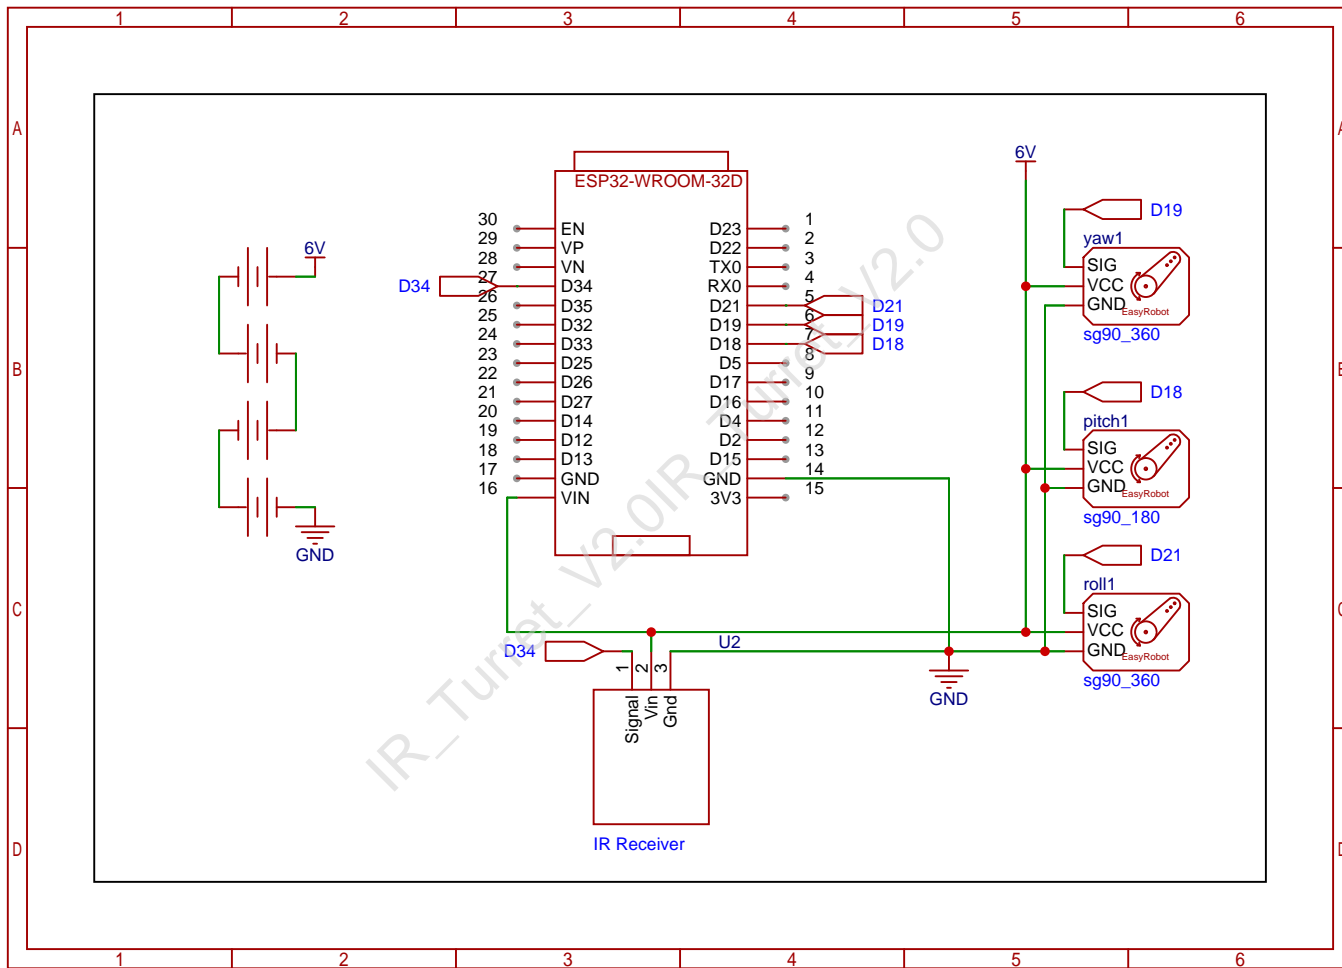 1 2 3 4 5 6
A A
B B
C C
D D
1 2 3 4 5 6
IR_Turret_V2.0IR_Turret_V2.0
6V
GND
ESP32-WROOM-32D
30 EN
29 VP
28 VN
27 D34
26 D35
25 D32
24 D33
23 D25
22 D26
21 D27
20 D14
19 D12
18 D13
17 GND
16 VIN
D34
D23 1
D22 2
TX0 3
RX0 4
D21 5
D19 6
D18 7
D5 8
D17 9
D16 10
D4 11
D2 12
D15 13
GND 14
3V3 15
D21
D19
D18
6V
D19
yaw1
SIG
VCC
GND
EasyRobot
sg90_360
D18
pitch1
SIG
VCC
GND
EasyRobot
sg90_180
D21
roll1
SIG
VCC
GND
EasyRobot
sg90_360
GND
D34
U2
1 2 3
Signal
Vin
Gnd
IR Receiver